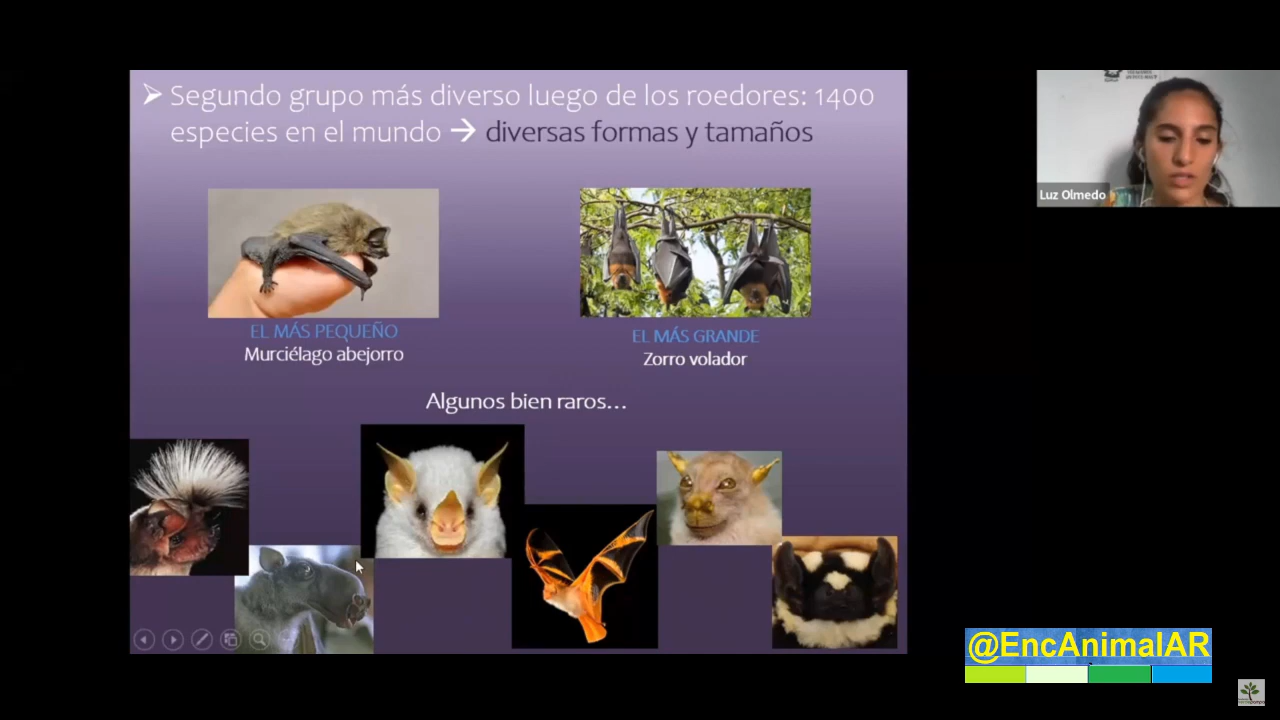 ➤ Segundo grupo más diverso luego de los roedores: 1400
especies en el mundo → diversas formas y tamaños
Luz Olmedo
EL MÁS PEQUEÑO
Murciélago abejorro
EL MÁS GRANDE
Zorro volador
Algunos bien raros...
@EncAnimalAR